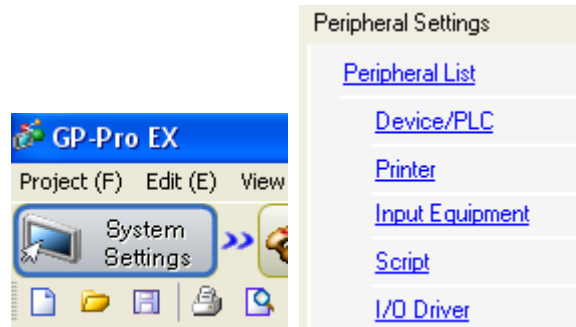 GP-Pro EX
Project (F) Edit (E) View
System
Settings
Peripheral Settings
Peripheral List
Device/PLC
Printer
Input Equipment
Script
I/O Driver